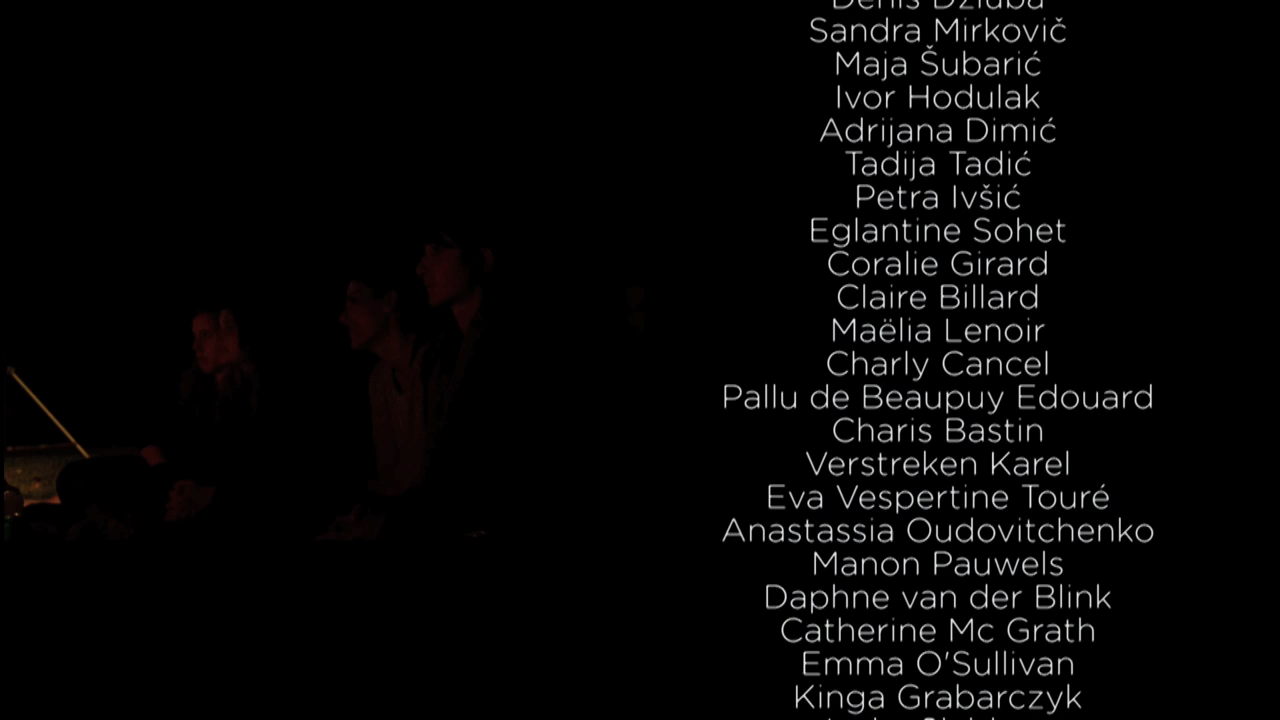 Denis Dziuba
Sandra Mirkovič
Maja Šubarić
Ivor Hodulak
Adrijana Dimić
Tadija Tadić
Petra Ivšić
Eglantine Sohet
Coralie Girard
Claire Billard
Maëlia Lenoir
Charly Cancel
Pallu de Beaupuy Edouard
Charis Bastin
Verstreken Karel
Eva Vespertine Touré
Anastassia Oudovitchenko
Manon Pauwels
Daphne van der Blink
Catherine Mc Grath
Emma O'Sullivan
Kinga Grabarczyk